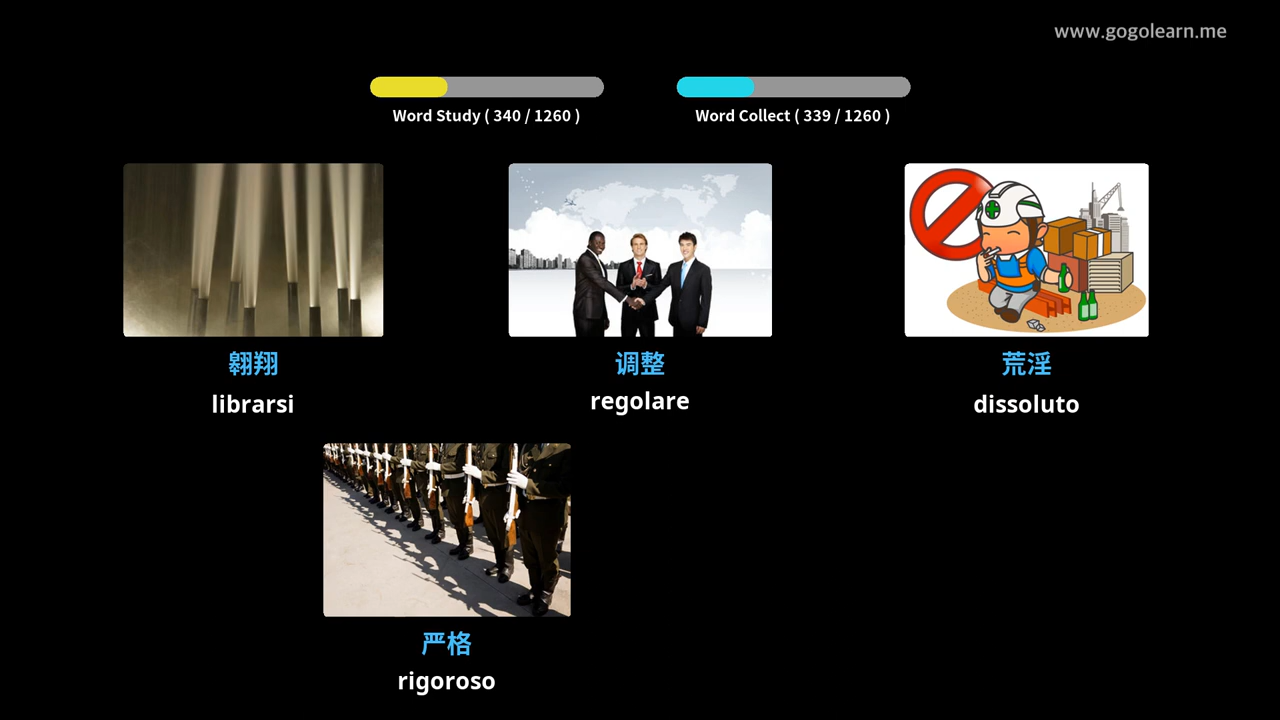 www.gogolearn.me
Word Study ( 340 / 1260 )
Word Collect ( 339 / 1260 )
翱翔
librarsi
调整
regolare
荒淫
dissoluto
严格
rigoroso